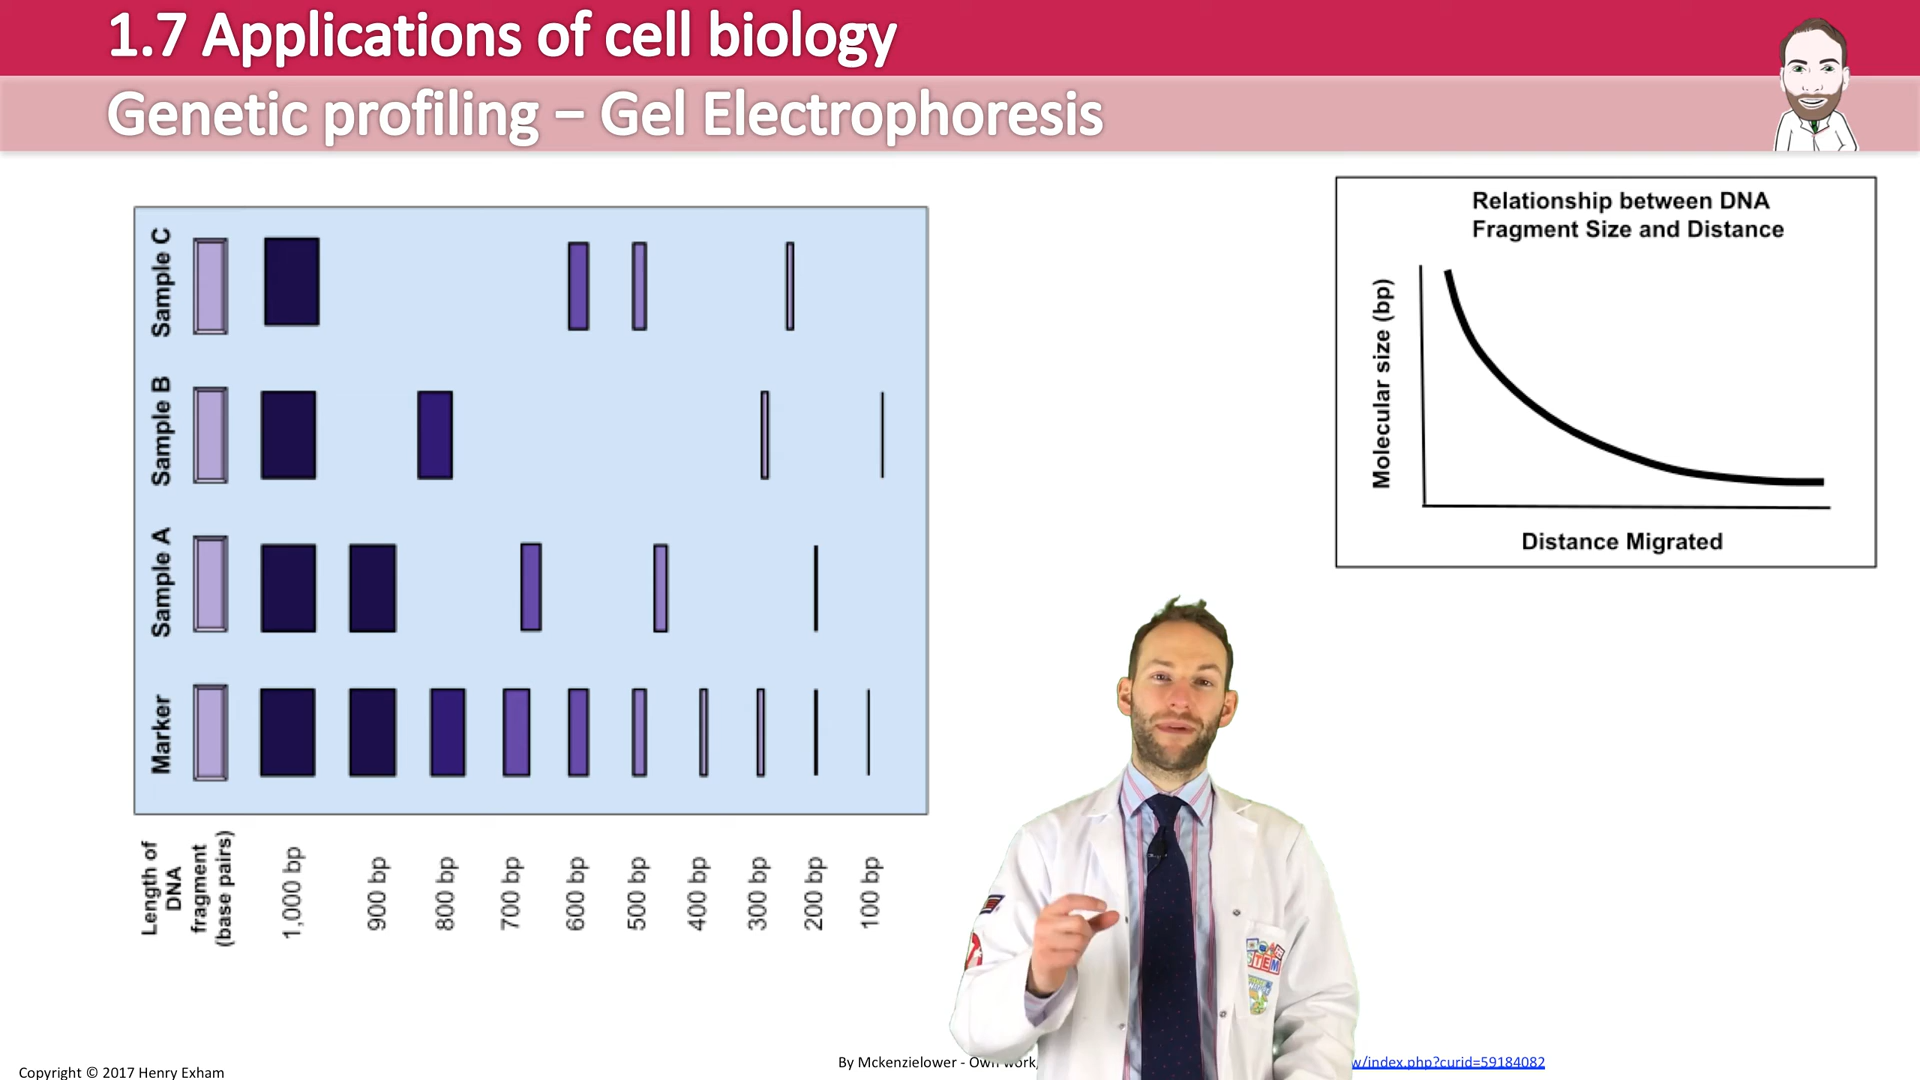 1.7 Applications of cell biology
Genetic profiling – Gel Electrophoresis
Sample C
Sample B
Sample A
Marker
Length of
DNA
fragment
(base pairs)
1,000 bp
900 bp
800 bp
700 bp
600 bp
500 bp
400 bp
300 bp
200 bp
100 bp
Relationship between DNA
Fragment Size and Distance
Molecular size (bp)
Distance Migrated
STEM
By Mckenzielower - Own work, w/index.php?curid=59184082
Copyright © 2017 Henry Exham